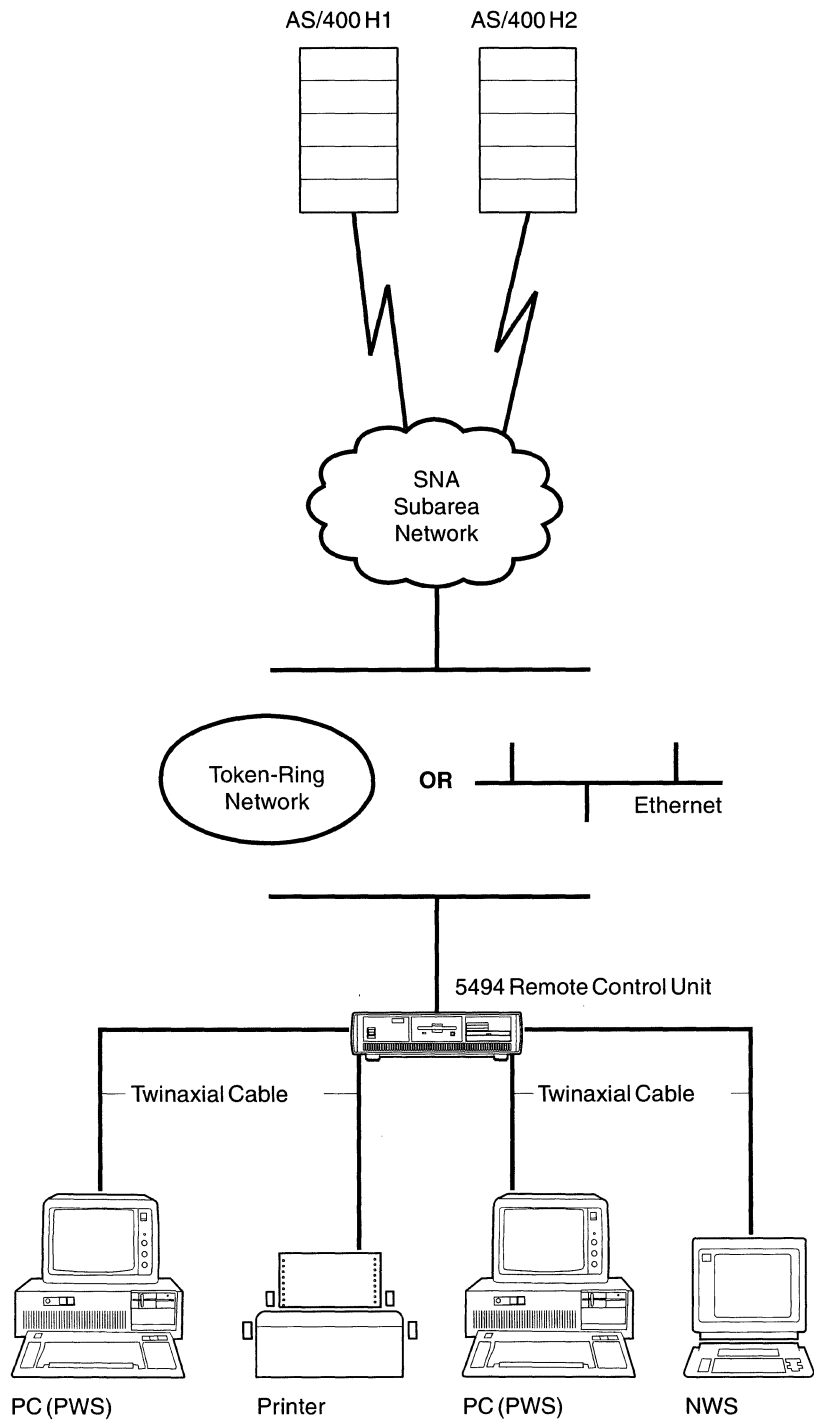 AS/400 H1
AS/400 H2
SNA
Subarea
Network
Token-Ring
Network
OR
Ethernet
5494 Remote Control Unit
Twinaxial Cable
Twinaxial Cable
PC (PWS)
Printer
PC (PWS)
NWS